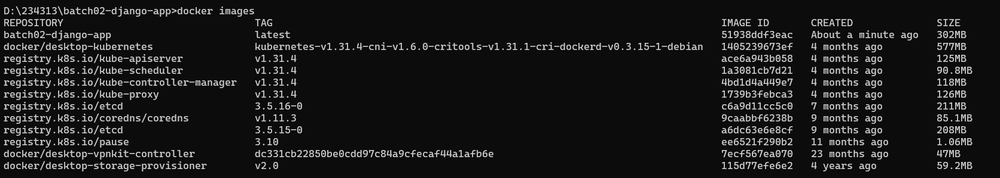 D:\234313\batch02-django-app>docker images
REPOSITORY TAG IMAGE ID CREATED SIZE
batch02-django-app latest 51938ddf3eac About a minute ago 302MB
docker/desktop-kubernetes kubernetes-v1.31.4-cni-v1.6.0-critools-v1.31.1-cri-dockerd-v0.3.15-1-debian 1405239673ef 4 months ago 577MB
registry.k8s.io/kube-apiserver v1.31.4 ace6a943b058 4 months ago 125MB
registry.k8s.io/kube-scheduler v1.31.4 1a3081cb7d21 4 months ago 90.8MB
registry.k8s.io/kube-controller-manager v1.31.4 4bd1d4a449e7 4 months ago 118MB
registry.k8s.io/kube-proxy v1.31.4 1739b3febca3 4 months ago 126MB
registry.k8s.io/etcd 3.5.16-0 c6a9d11cc5c0 7 months ago 211MB
registry.k8s.io/coredns/coredns v1.11.3 9caabbf6238b 9 months ago 85.1MB
registry.k8s.io/etcd 3.5.15-0 a6dc63e6e8cf 9 months ago 208MB
registry.k8s.io/pause 3.10 ee6521f290b2 11 months ago 1.06MB
docker/desktop-vpnkit-controller dc331cb22850be0cdd97c84a9cfecaf44a1afb6e 7ecf567ea070 23 months ago 47MB
docker/desktop-storage-provisioner v2.0 115d77efe6e2 4 years ago 59.2MB